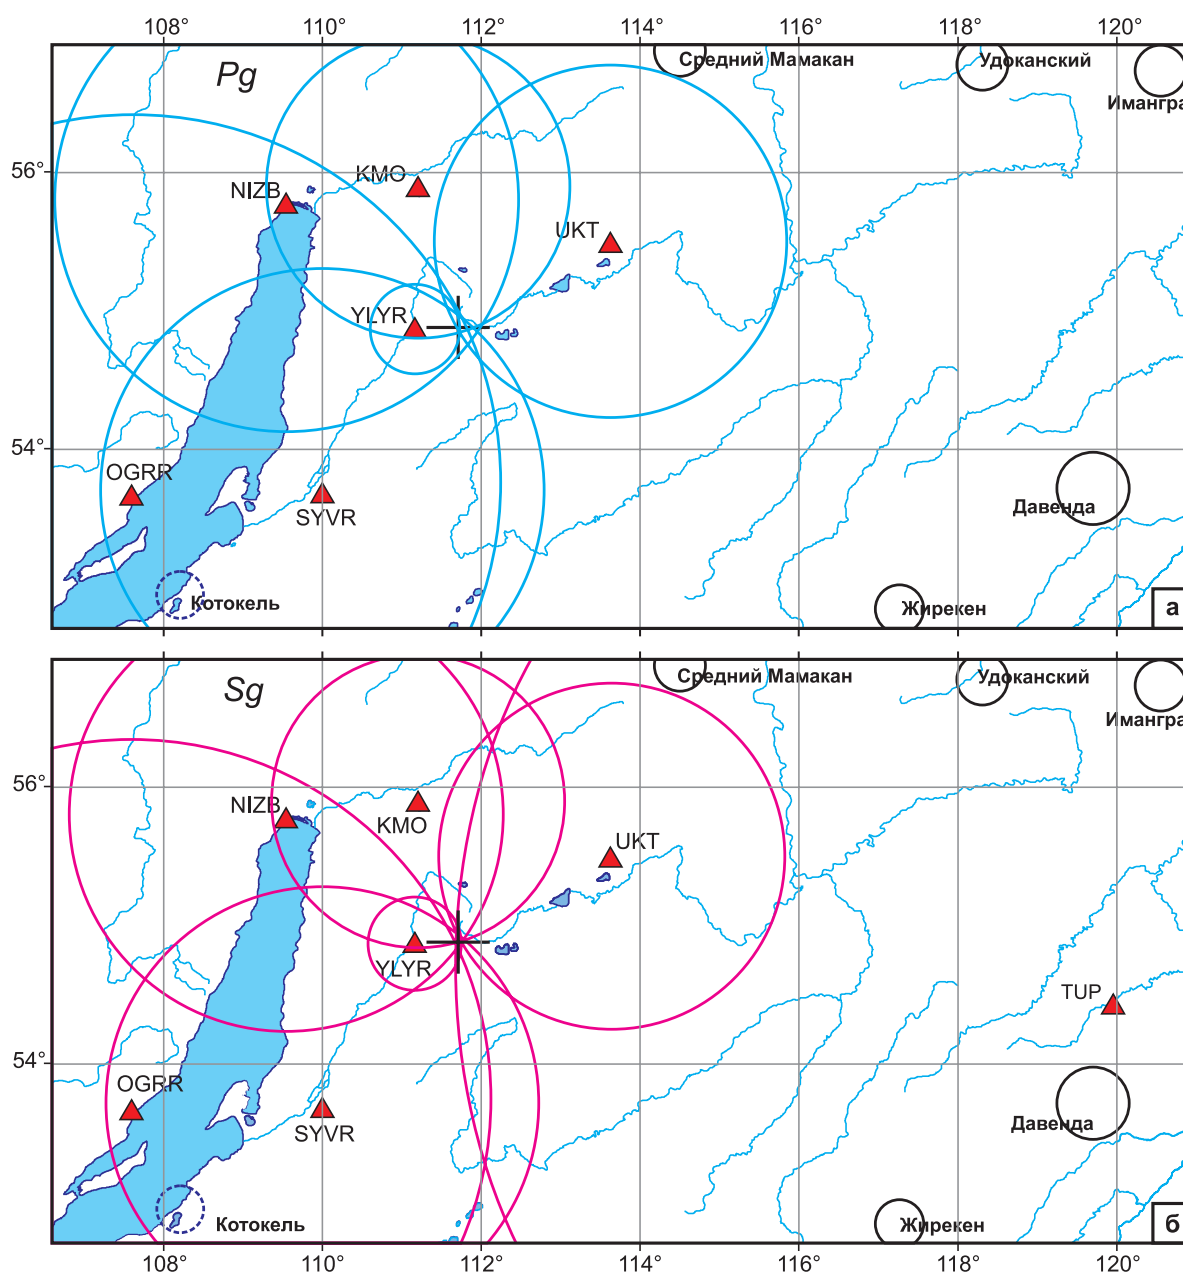 108° 110° 112° 114° 116° 118° 120°
Pg
Средний Мамакан
Удоканский
Имангра
56°
KMO
NIZB
UKT
YLYR
54°
OGRR
SYVR
Давенда
Котокель
Жирекен
а
Sg
Средний Мамакан
Удоканский
Имангра
56°
NIZB
KMO
UKT
YLYR
TUP
54°
OGRR
SYVR
Давенда
Котокель
Жирекен
б
108° 110° 112° 114° 116° 118° 120°